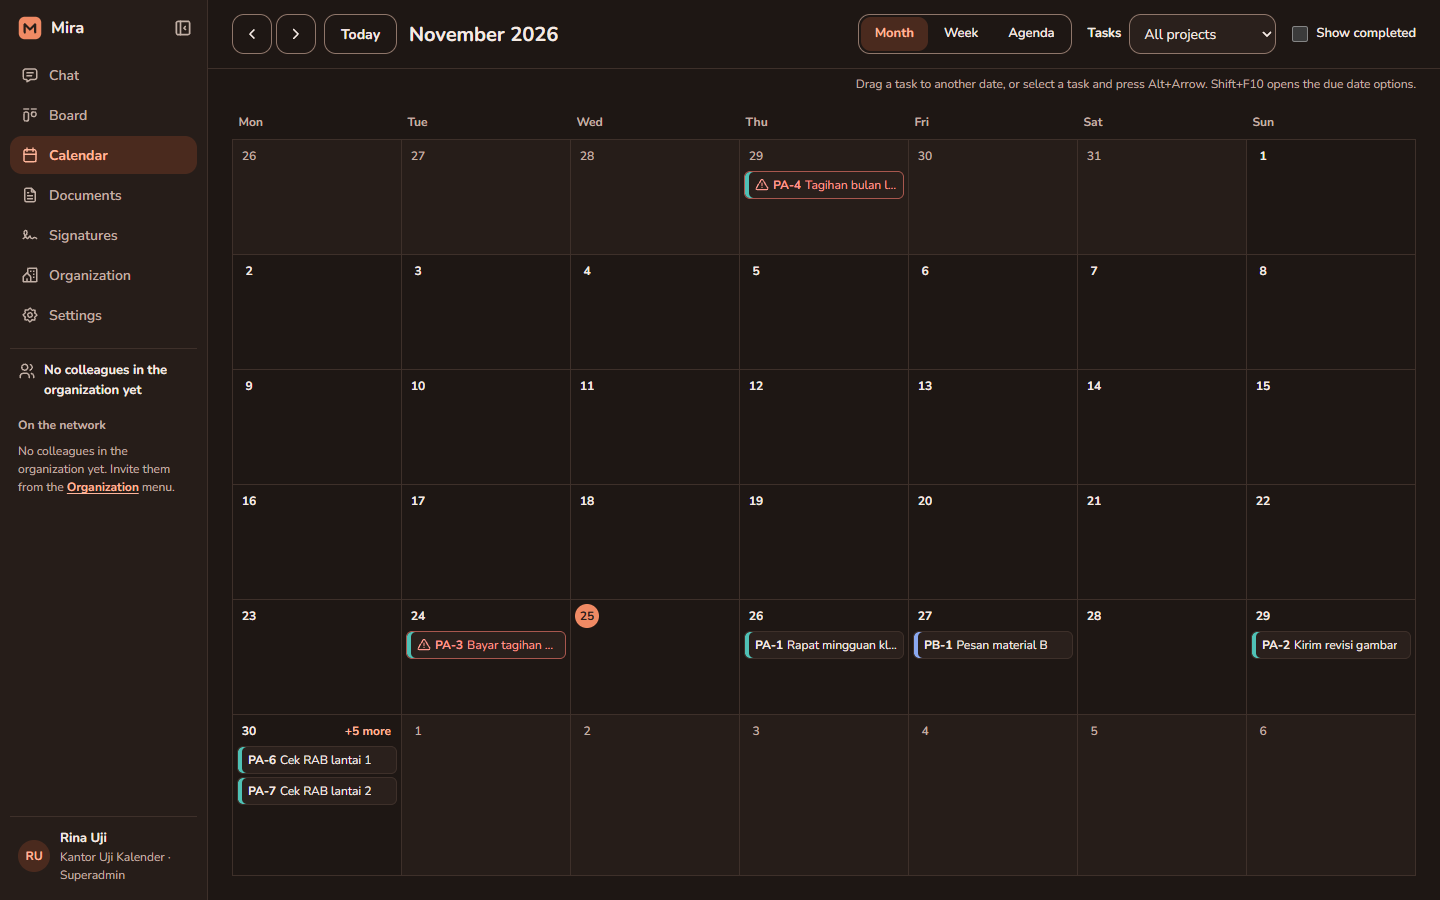 Mira
Chat
Board
Calendar
Documents
Signatures
Organization
Settings
No colleagues in the
organization yet
On the network
No colleagues in the
organization yet. Invite them
from the Organization menu.
RU
Rina Uji
Kantor Uji Kalender ·
Superadmin
Today
November 2026
Month Week Agenda
Tasks
All projects
Show completed
Drag a task to another date, or select a task and press Alt+Arrow. Shift+F10 opens the due date options.
Mon Tue Wed Thu Fri Sat Sun
26 27 28 29 30 31 1
PA-4 Tagihan bulan l...
2 3 4 5 6 7 8
9 10 11 12 13 14 15
16 17 18 19 20 21 22
23 24 25 26 27 28 29
PA-3 Bayar tagihan ...
PA-1 Rapat mingguan kl...
PB-1 Pesan material B
PA-2 Kirim revisi gambar
30 +5 more 1 2 3 4 5 6
PA-6 Cek RAB lantai 1
PA-7 Cek RAB lantai 2